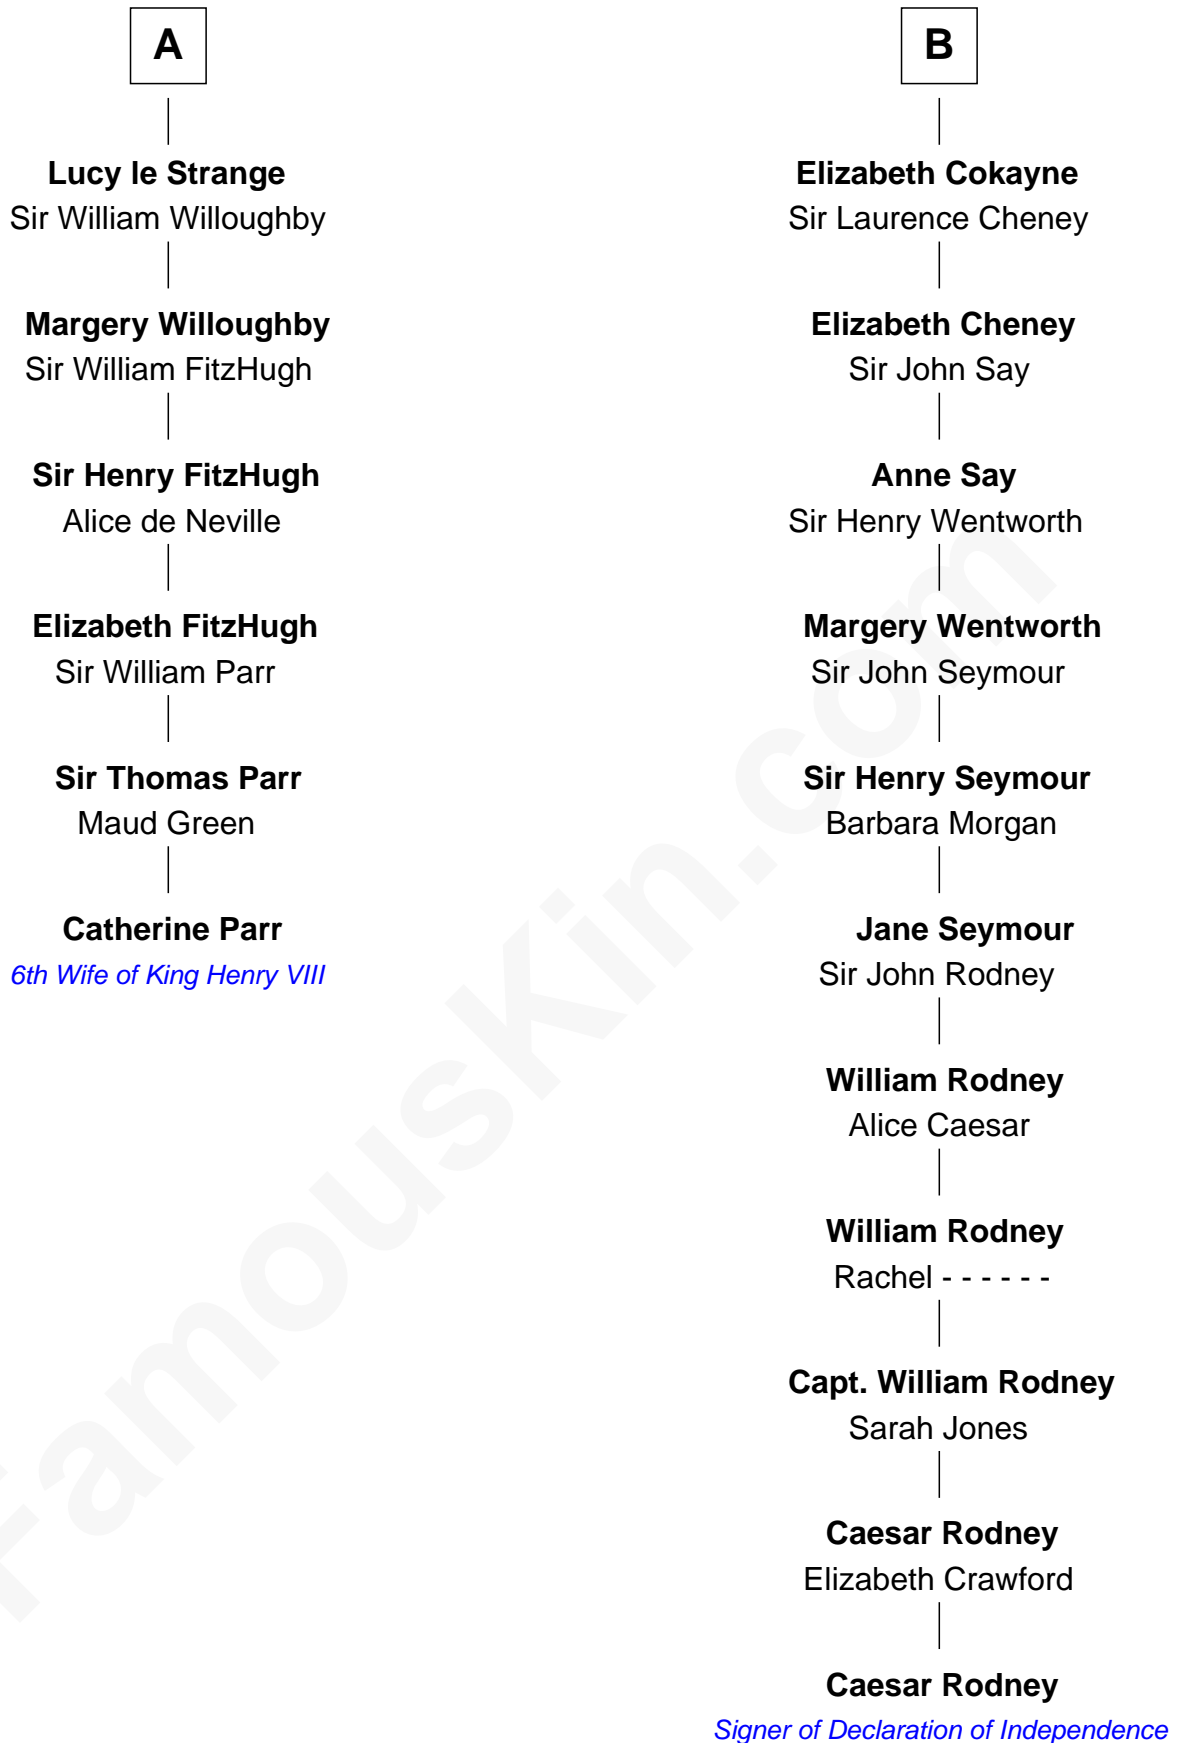 A
Lucy le Strange
Sir William Willoughby
Margery Willoughby
Sir William FitzHugh
Sir Henry FitzHugh
Alice de Neville
Elizabeth FitzHugh
Sir William Parr
Sir Thomas Parr
Maud Green
Catherine Parr
6th Wife of King Henry VIII
B
Elizabeth Cokayne
Sir Laurence Cheney
Elizabeth Cheney
Sir John Say
Anne Say
Sir Henry Wentworth
Margery Wentworth
Sir John Seymour
Sir Henry Seymour
Barbara Morgan
Jane Seymour
Sir John Rodney
William Rodney
Alice Caesar
William Rodney
Rachel - - - - - -
Capt. William Rodney
Sarah Jones
Caesar Rodney
Elizabeth Crawford
Caesar Rodney
Signer of Declaration of Independence
FamousKin.com